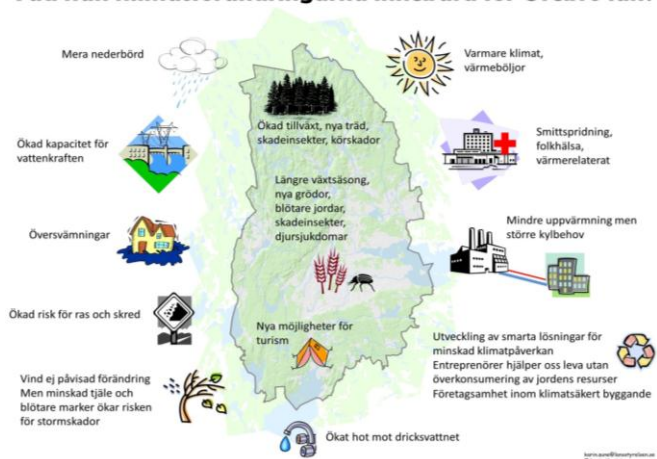 Mera nederbörd
Varmare klimat,
värmeböljor
Ökad tillväxt, nya träd,
skadeinsekter, körskador
Ökad kapacitet för
vattenkraften
Smittspridning,
folkhälsa,
värmerelaterat
Längre växtsäsong,
nya grödor,
blötare jordar,
skadeinsekter,
djursjukdomar
Översvämningar
Mindre uppvärmning men
större kylbehov
Ökad risk för ras och skred
Nya möjligheter för
turism
Utveckling av smarta lösningar för
minskad klimatpåverkan
Entreprenörer hjälper oss leva utan
överkonsumering av jordens resurser
Företagsamhet inom klimatsäkert byggande
Vind ej påvisad förändring
Men minskad tjäle och
blötare marker ökar risken
för stormskador
Ökat hot mot dricksvattnet